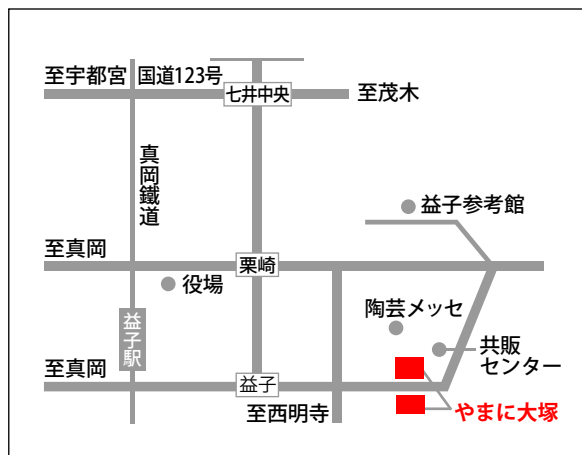 至宇都宮
国道123号
七井中央
至茂木
真岡鐵道
益子参考館
至真岡
栗崎
役場
陶芸メッセ
益子駅
共販
センター
至真岡
益子
至西明寺
やまに大塚